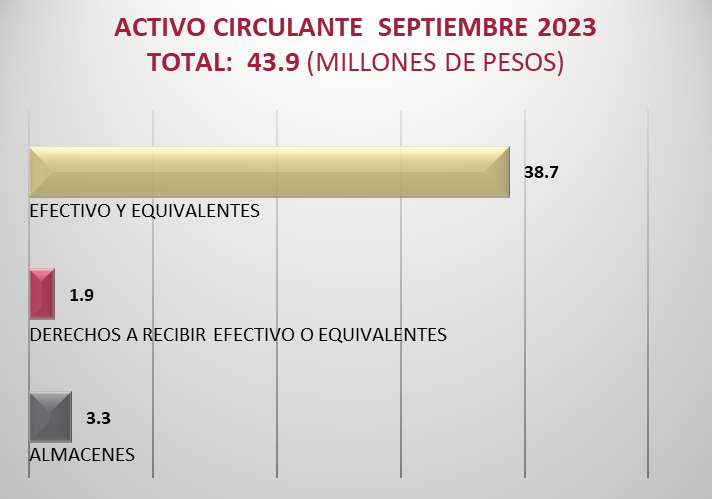 ACTIVO CIRCULANTE SEPTIEMBRE 2023
TOTAL: 43.9 (MILLONES DE PESOS)
38.7
EFECTIVO Y EQUIVALENTES
1.9
DERECHOS A RECIBIR EFECTIVO O EQUIVALENTES
3.3
ALMACENES